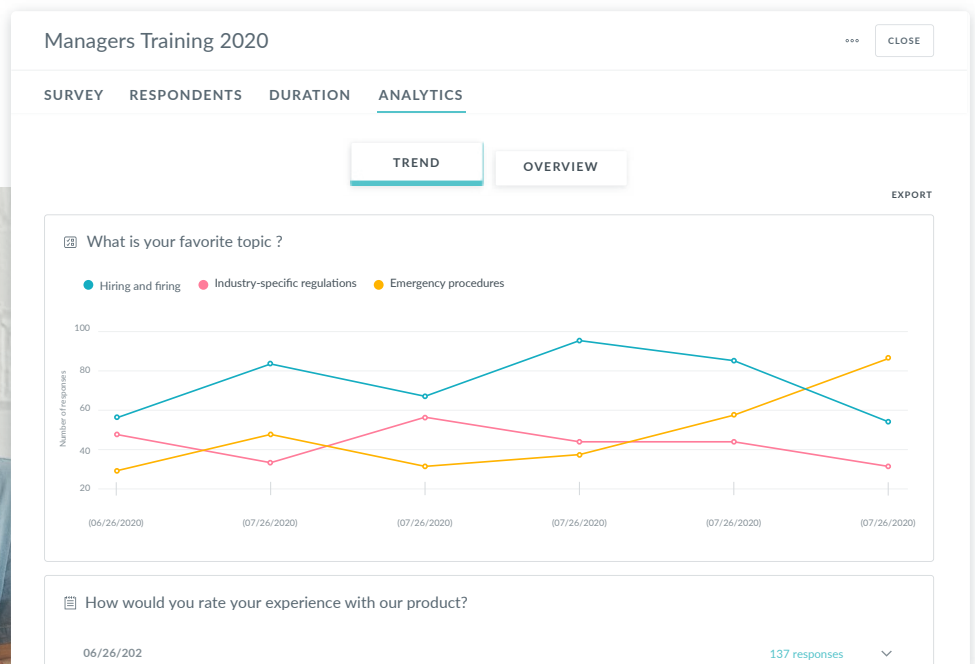 Managers Training 2020
CLOSE
SURVEY RESPONDENTS DURATION ANALYTICS
TREND OVERVIEW
EXPORT
What is your favorite topic ?
Hiring and firing Industry-specific regulations Emergency procedures
100
80
60
40
20
Number of responses
(06/26/2020) (07/26/2020) (07/26/2020) (07/26/2020) (07/26/2020) (07/26/2020)
How would you rate your experience with our product?
06/26/202 137 responses